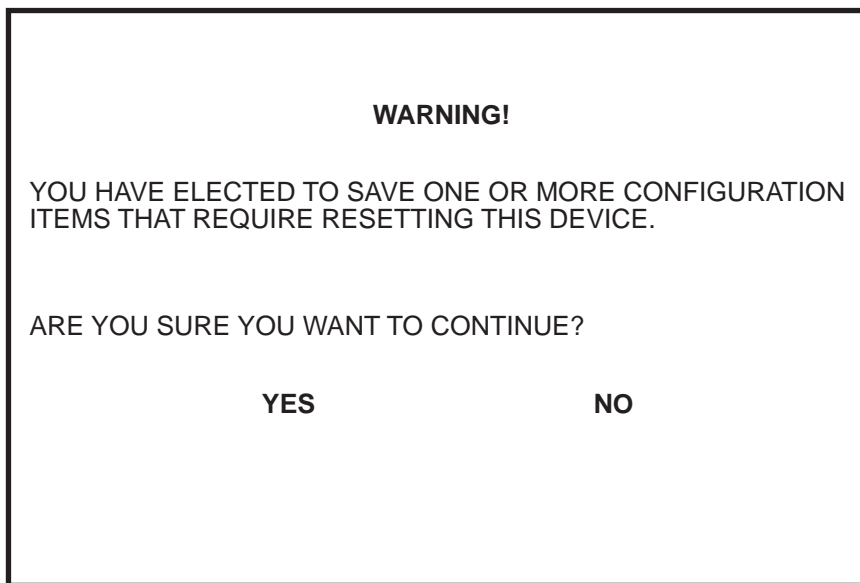 WARNING!
YOU HAVE ELECTED TO SAVE ONE OR MORE CONFIGURATION
ITEMS THAT REQUIRE RESETTING THIS DEVICE.
ARE YOU SURE YOU WANT TO CONTINUE?
YES NO